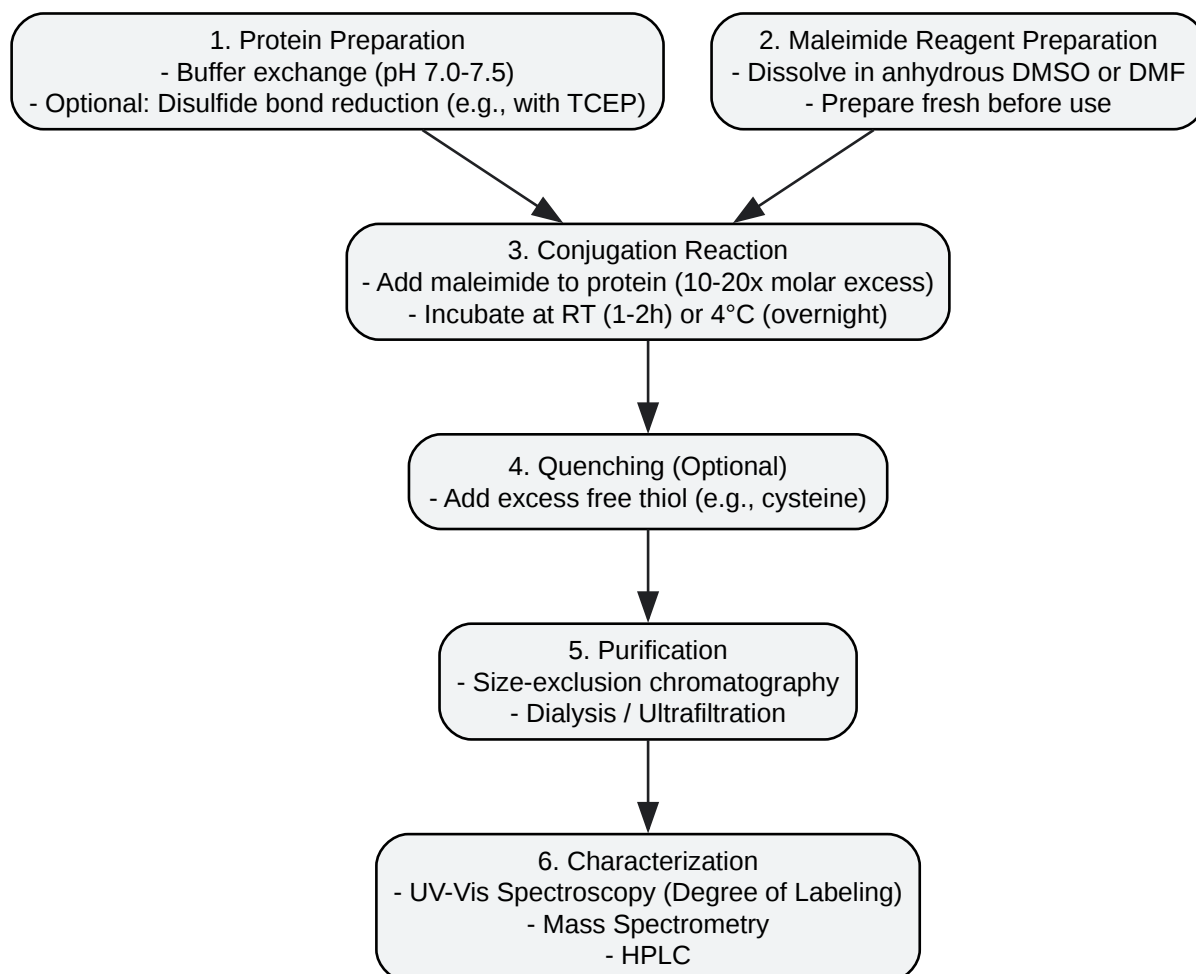 1. Protein Preparation
- Buffer exchange (pH 7.0-7.5)
- Optional: Disulfide bond reduction (e.g., with TCEP)
2. Maleimide Reagent Preparation
- Dissolve in anhydrous DMSO or DMF
- Prepare fresh before use
3. Conjugation Reaction
- Add maleimide to protein (10-20x molar excess)
- Incubate at RT (1-2h) or 4°C (overnight)
4. Quenching (Optional)
- Add excess free thiol (e.g., cysteine)
5. Purification
- Size-exclusion chromatography
- Dialysis / Ultrafiltration
6. Characterization
- UV-Vis Spectroscopy (Degree of Labeling)
- Mass Spectrometry
- HPLC